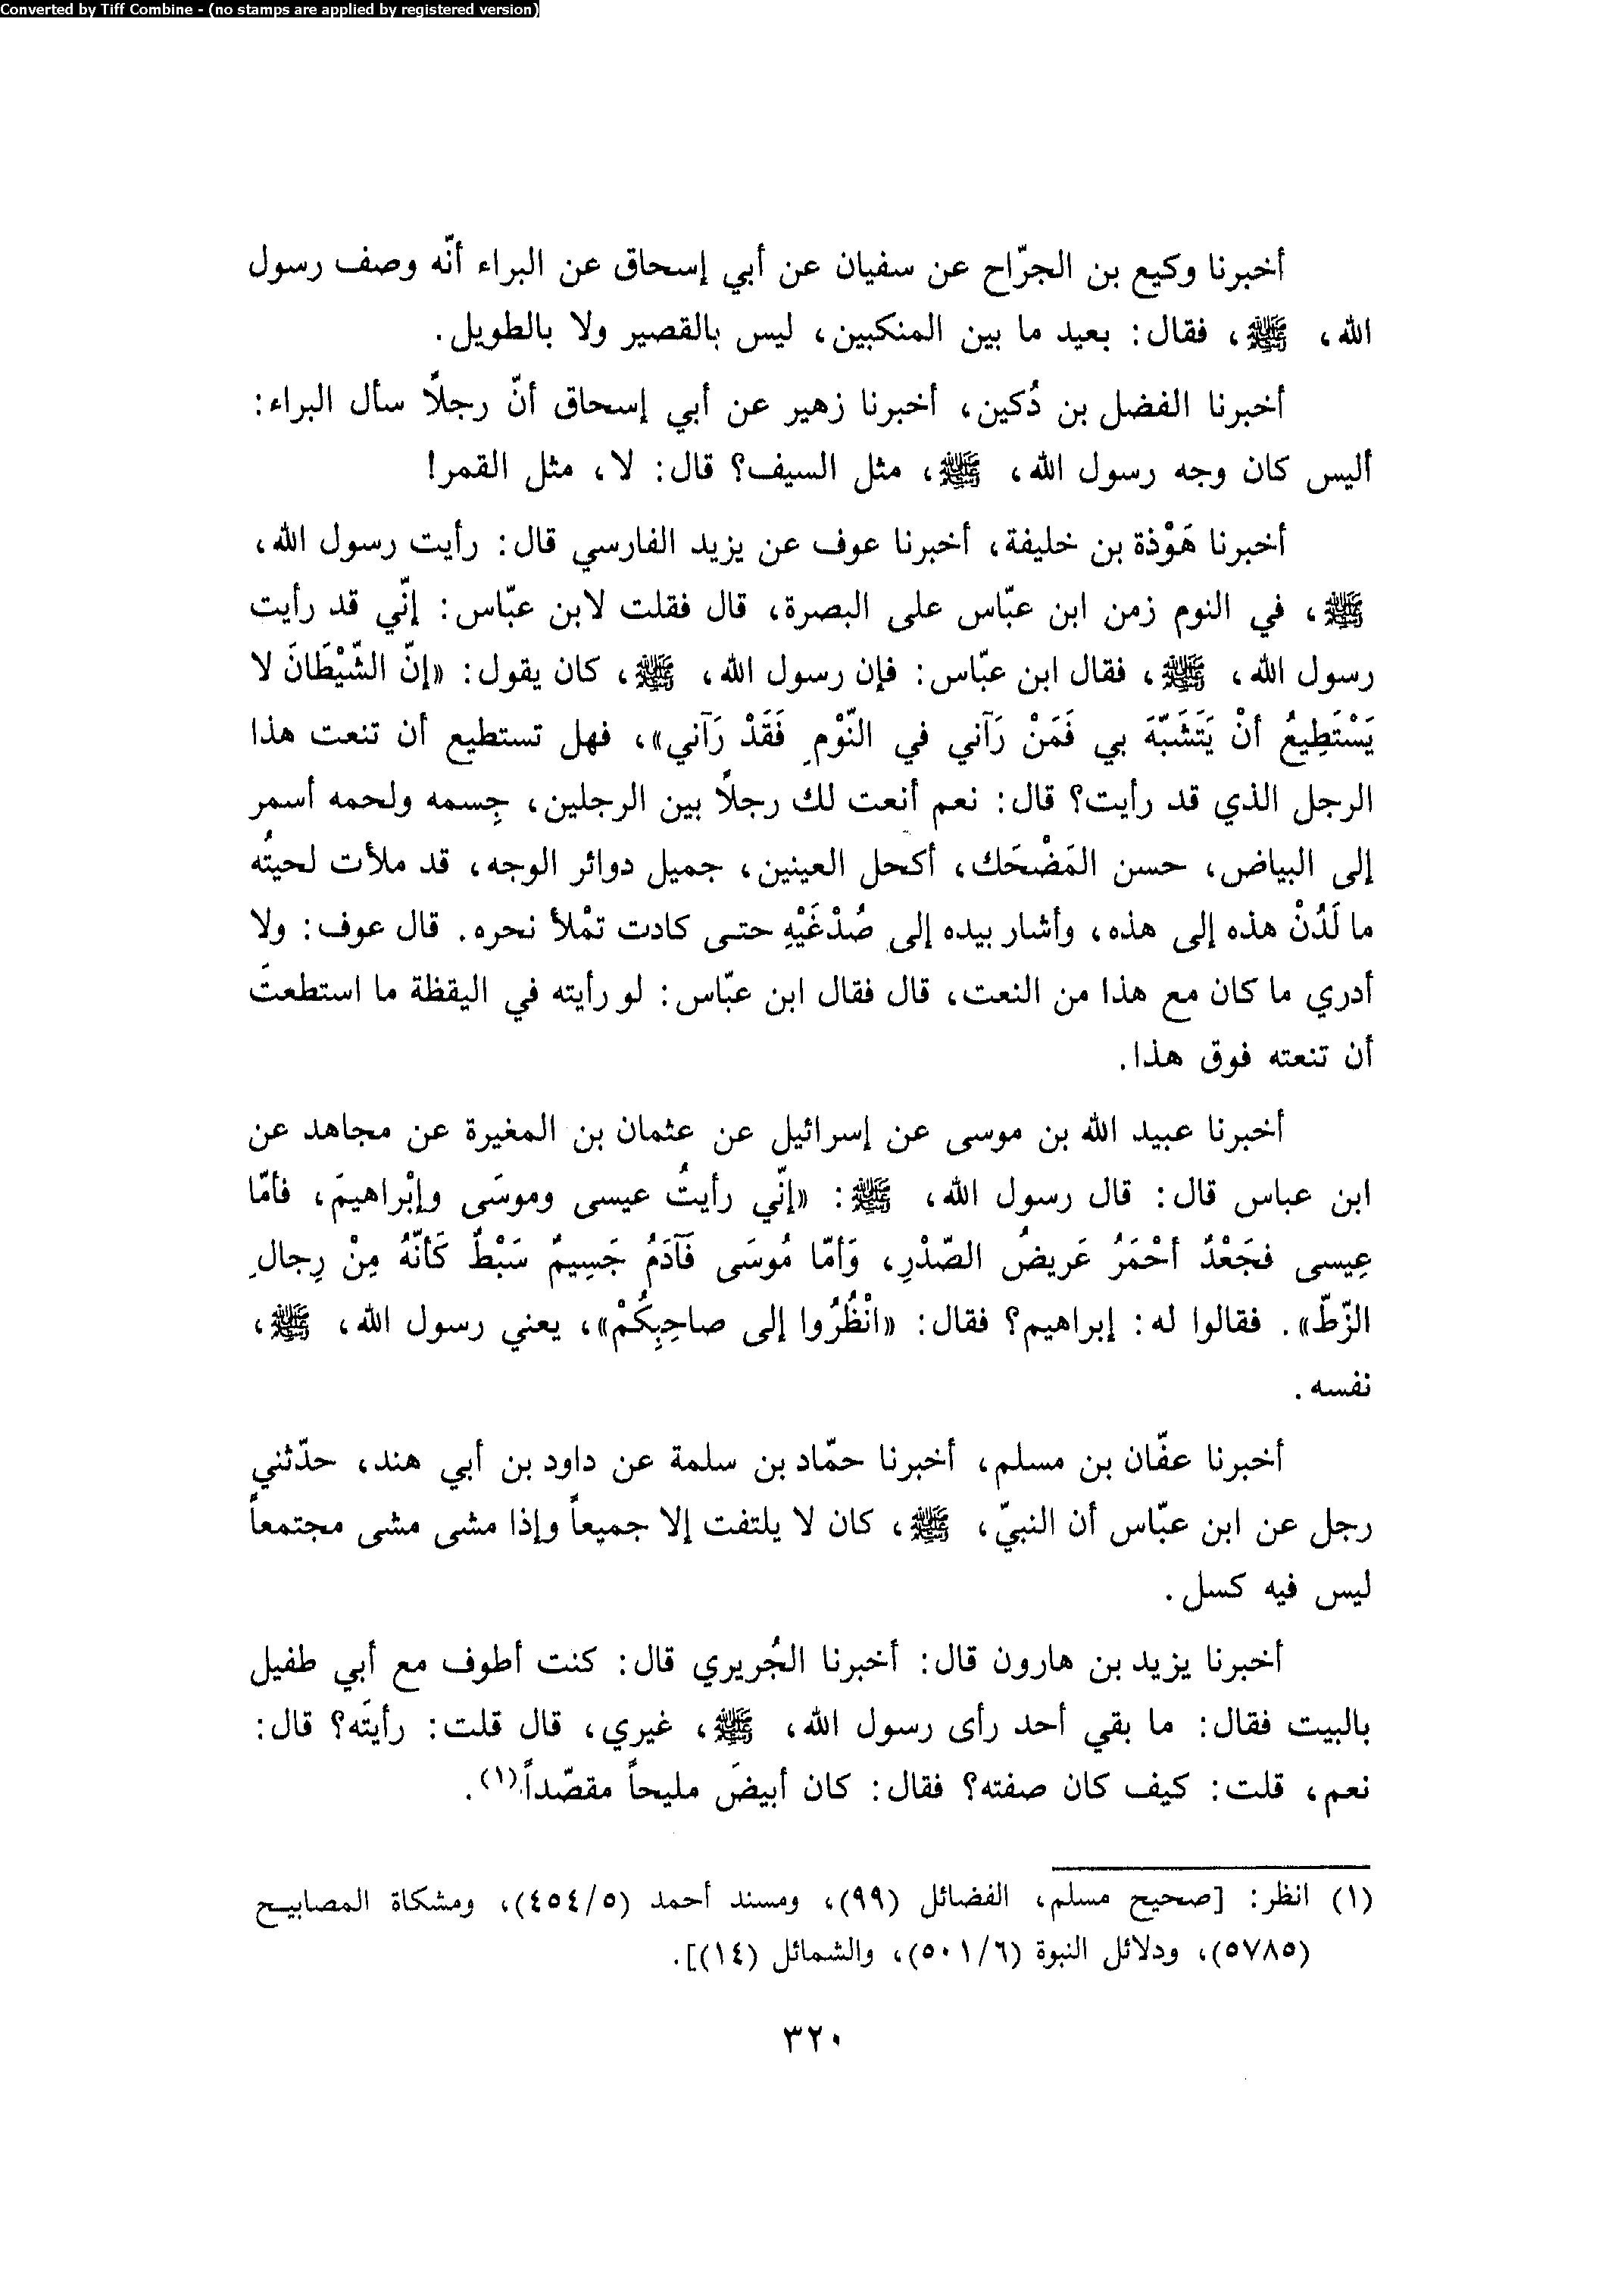 Converted by Tiff Combine - (no stamps are applied by registered version)
أخبرنا وكيع بن الجرّاح عن سفيان عن أبي إسحاق عن البراء أنّه وصف رسول
الله، ﷺ، فقال: بعيد ما بين المنكبين، ليس بالقصير ولا بالطويل.
أخبرنا الفضل بن دُكين، أخبرنا زهير عن أبي إسحاق أنّ رجلاً سأل البراء:
أليس كان وجه رسول الله، ﷺ، مثل السيف؟ قال: لا، مثل القمر!
أخبرنا هَوْذة بن خليفة، أخبرنا عوف عن يزيد الفارسي قال: رأيت رسول الله،
ﷺ، في النوم زمن ابن عبّاس على البصرة، قال فقلت لابن عبّاس: إنّي قد رأيت
رسول الله، ﷺ، فقال ابن عبّاس: فإن رسول الله، ﷺ، كان يقول: «إنّ الشّيْطَانَ لا
يَسْتَطِيعُ أنْ يَتَشَبّهَ بي فَمَنْ رَآني في النّوْمِ فَقَدْ رَآني»، فهل تستطيع أن تنعت هذا
الرجل الذي قد رأيت؟ قال: نعم أنعت لك رجلاً بين الرجلين، جِسمه ولحمه أسمر
إلى البياض، حسن المَضْحَك، أكحل العينين، جميل دوائر الوجه، قد ملأت لحيتُه
ما لَدُنْ هذه إلى هذه، وأشار بيده إلى صُدْغَيْهِ حتى كادت تمْلأ نحره. قال عوف: ولا
أدري ما كان مع هذا من النعت، قال فقال ابن عبّاس: لو رأيته في اليقظة ما استطعتَ
أن تنعته فوق هذا.
أخبرنا عبيد الله بن موسى عن إسرائيل عن عثمان بن المغيرة عن مجاهد عن
ابن عباس قال: قال رسول الله، ﷺ: «إنّي رأيتُ عيسى وموسَى وإبْراهيمَ، فأمّا
عِيسى فجَعْدٌ أحْمَرُ عَريضُ الصّدْرِ، وَأمّا مُوسَى فَآدَمُ جَسِيمٌ سَبْطٌ كَأنّهُ مِنْ رِجالِ
الزّطّ». فقالوا له: إبراهيم؟ فقال: «انْظُرُوا إلى صاحِبِكُمْ»، يعني رسول الله، ﷺ،
نفسه.
أخبرنا عفّان بن مسلم، أخبرنا حمّاد بن سلمة عن داود بن أبي هند، حدّثني
رجل عن ابن عبّاس أن النبيّ، ﷺ، كان لا يلتفت إلا جميعاً وإذا مشى مشى مجتمعاً
ليس فيه كسل.
أخبرنا يزيد بن هارون قال: أخبرنا الجُريري قال: كنت أطوف مع أبي طفيل
بالبيت فقال: ما بقي أحد رأى رسول الله، ﷺ، غيري، قال قلت: رأيتَه؟ قال:
نعم، قلت: كيف كان صفته؟ فقال: كان أبيضَ مليحاً مقصّداً(١).
(١) انظر: [صحيح مسلم، الفضائل (٩٩)، ومسند أحمد (٤٥٤/٥)، ومشكاة المصابيح
(٥٧٨٥)، ودلائل النبوة (٥٠١/٦)، والشمائل (١٤)].
٣٢٠